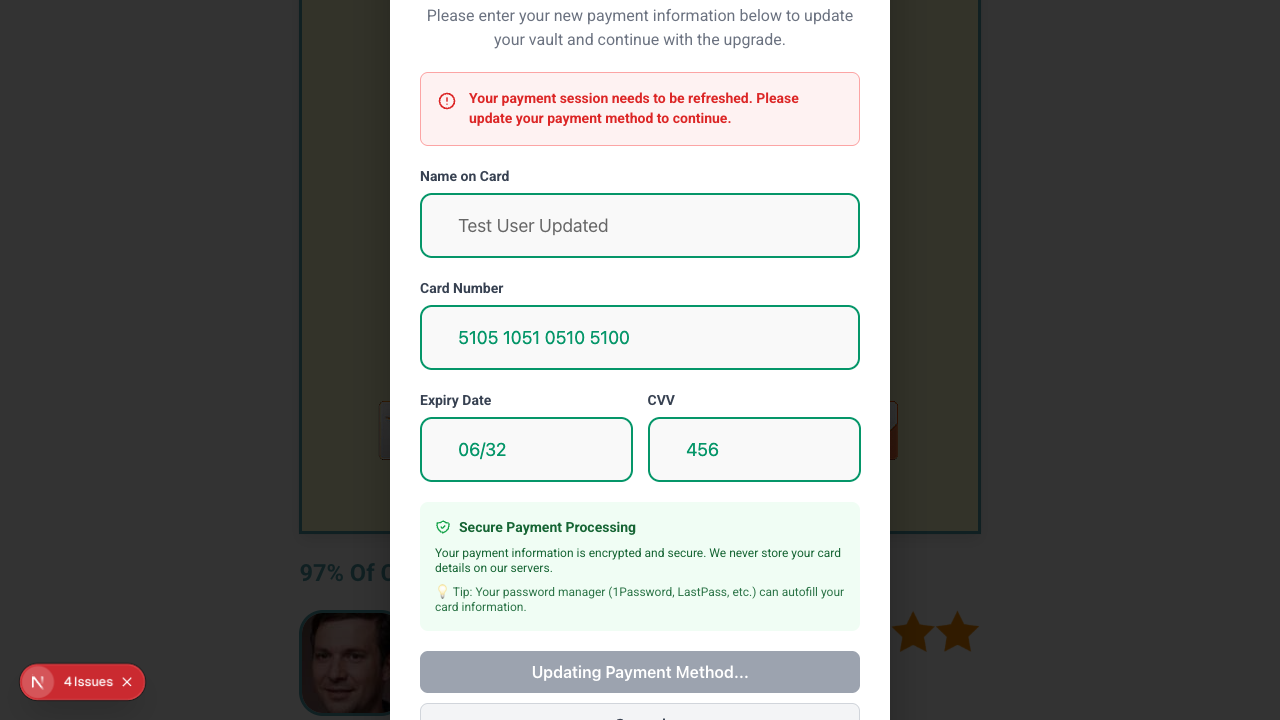 Please enter your new payment information below to update
your vault and continue with the upgrade.
Your payment session needs to be refreshed. Please
update your payment method to continue.
Name on Card
Test User Updated
Card Number
5105 1051 0510 5100
Expiry Date
CVV
06/32
456
Secure Payment Processing
Your payment information is encrypted and secure. We never store your card
details on our servers.
💡 Tip: Your password manager (1Password, LastPass, etc.) can autofill your
card information.
97% Of
Updating Payment Method...
N
4 Issues